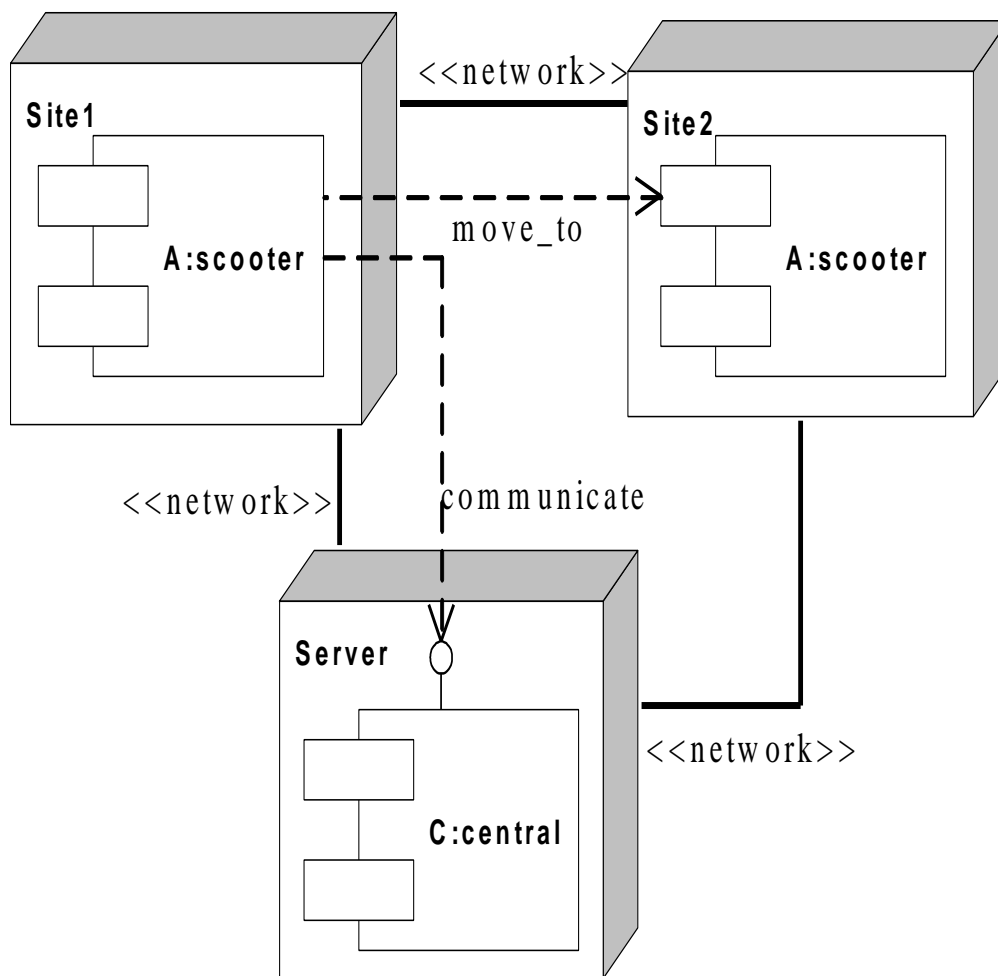 <<network>>
Site1
Site2
move_to
A:scooter
A:scooter
<<network>>
communicate
Server
<<network>>
C:central